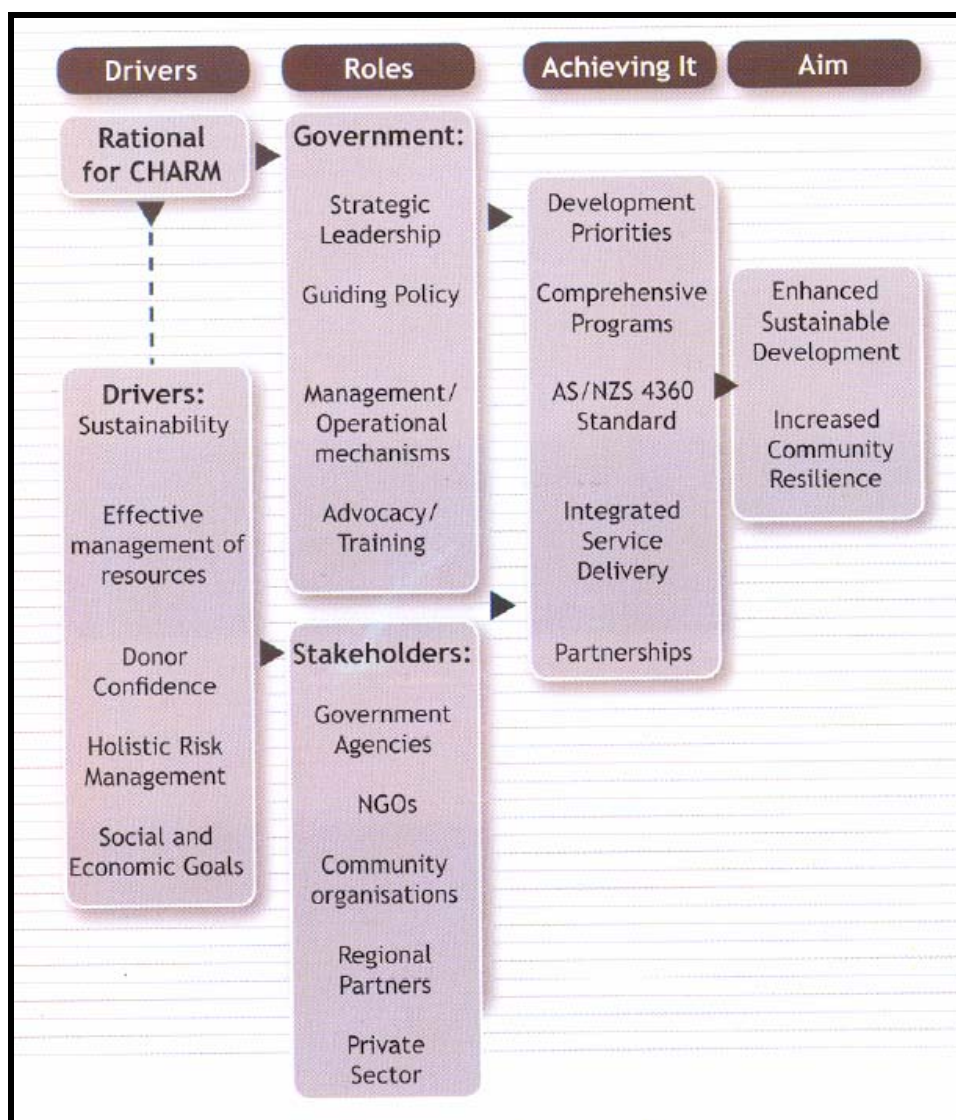 Drivers
Roles
Achieving It
Aim
Rational
for CHARM
Drivers:
Sustainability
Effective
management of
resources
Donor
Confidence
Holistic Risk
Management
Social and
Economic Goals
Government:
Strategic
Leadership
Guiding Policy
Management/
Operational
mechanisms
Advocacy/
Training
Stakeholders:
Government
Agencies
NGOs
Community
organisations
Regional
Partners
Private
Sector
Development
Priorities
Comprehensive
Programs
AS/NZS 4360
Standard
Integrated
Service
Delivery
Partnerships
Enhanced
Sustainable
Development
Increased
Community
Resilience